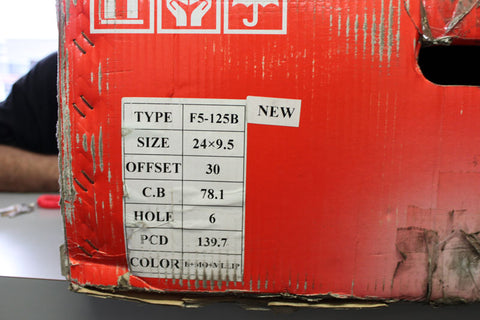 NEW
TYPE F5-125B
SIZE 24×9.5
OFFSET 30
C.B 78.1
HOLE 6
PCD 139.7
COLOR